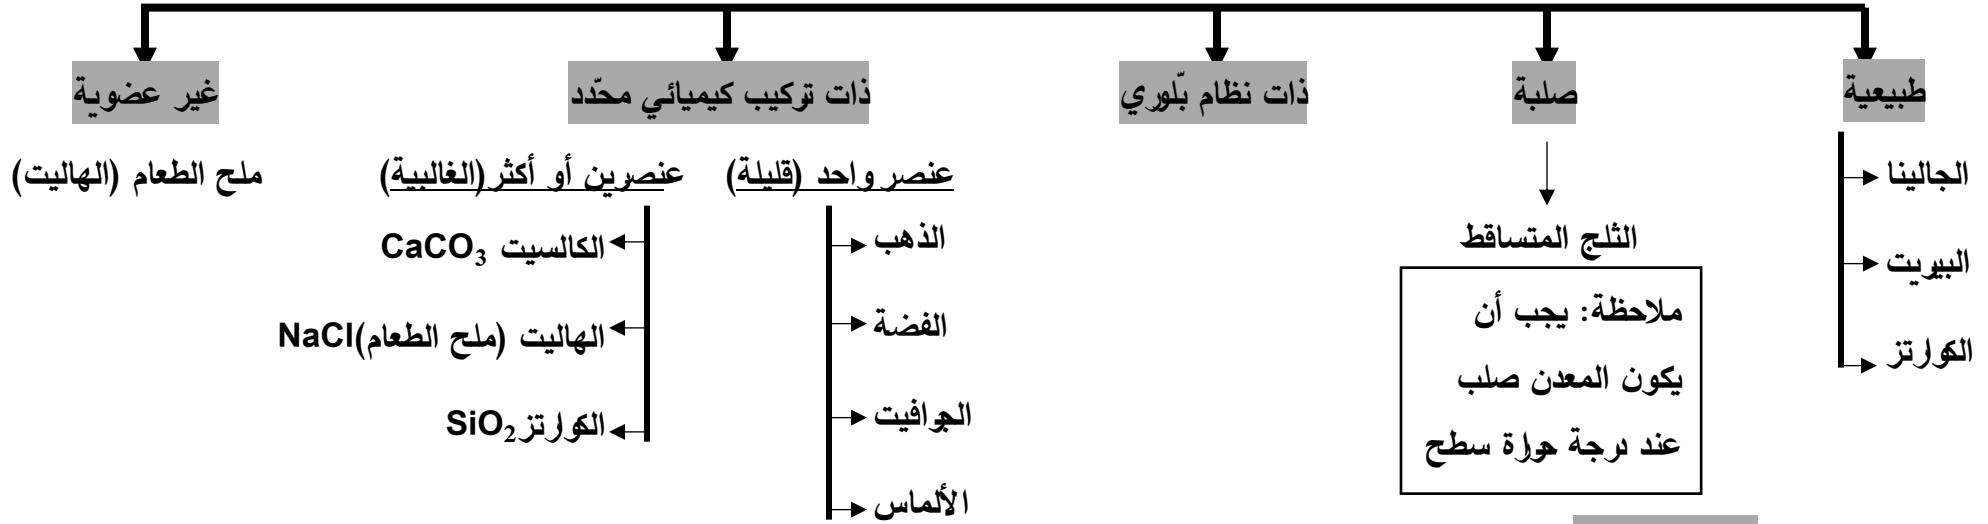 طبيعية
صلبة
ذات نظام بلّوري
ذات تركيب كيميائي محدّد
غير عضوية
الجالينا
البيريت
الكوارتز
الثلج المتساقط
ملاحظة: يجب أن
يكون المعدن صلب
عند درجة حرارة سطح
عنصر واحد (قليلة)
الذهب
الفضة
الجرافيت
الألماس
عنصرين أو أكثر(الغالبية)
الكالسيت CaCO₃
الهاليت (ملح الطعام)NaCl
الكوارتزSiO₂
ملح الطعام (الهاليت)